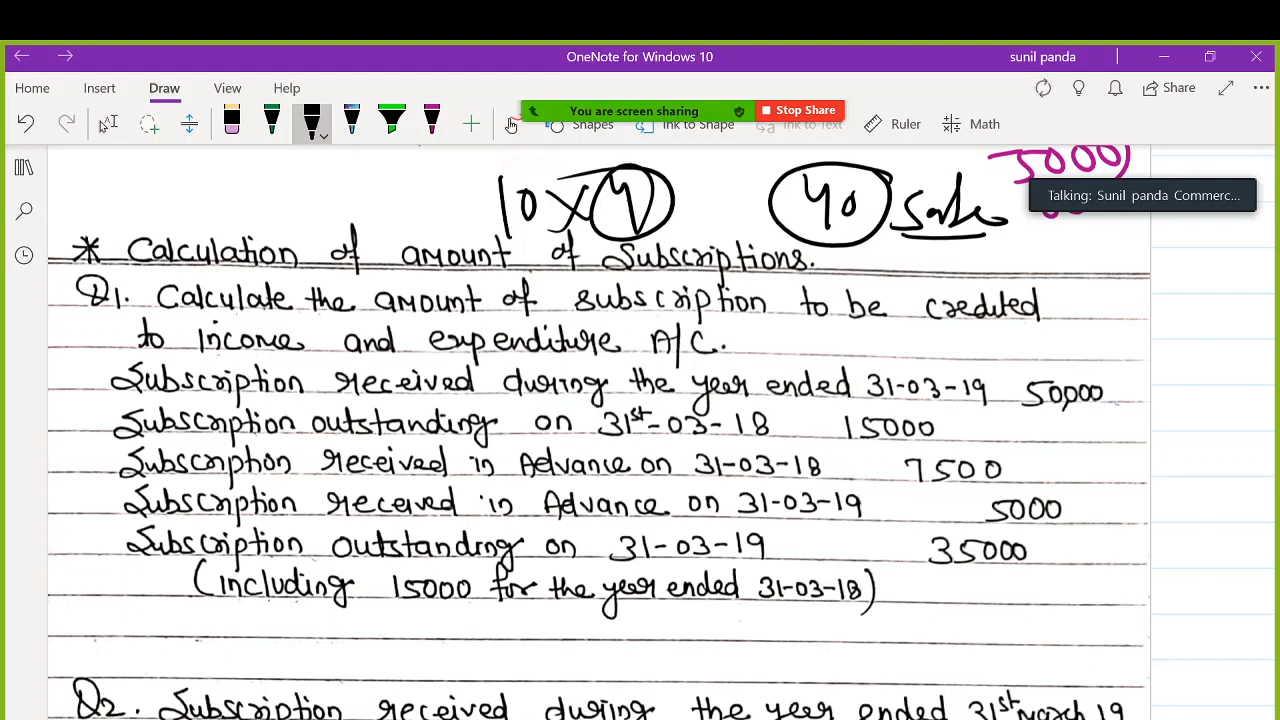 OneNote for Windows 10
sunil panda
Home Insert Draw View Help
You are screen sharing
Stop Share
Share
Shapes
Ink to Shape
Ink to Text
Ruler
Math
5000)
Talking: Sunil panda Commerc...
10 X
40
* Calculation of amount of Subscriptions.
Q1. Calculate the amount of subscription to be credited
to income and expenditure A/C.
Subscription received during the year ended 31-03-19 50,000
Subscription outstanding on 31st-03-18 15000
Subscription received in Advance on 31-03-18 7500
Subscription received in Advance on 31-03-19 5000
Subscription outstanding on 31-03-19 35000
(including 15000 for the year ended 31-03-18)
Q2. Subscription received during the year ended 31st March 19